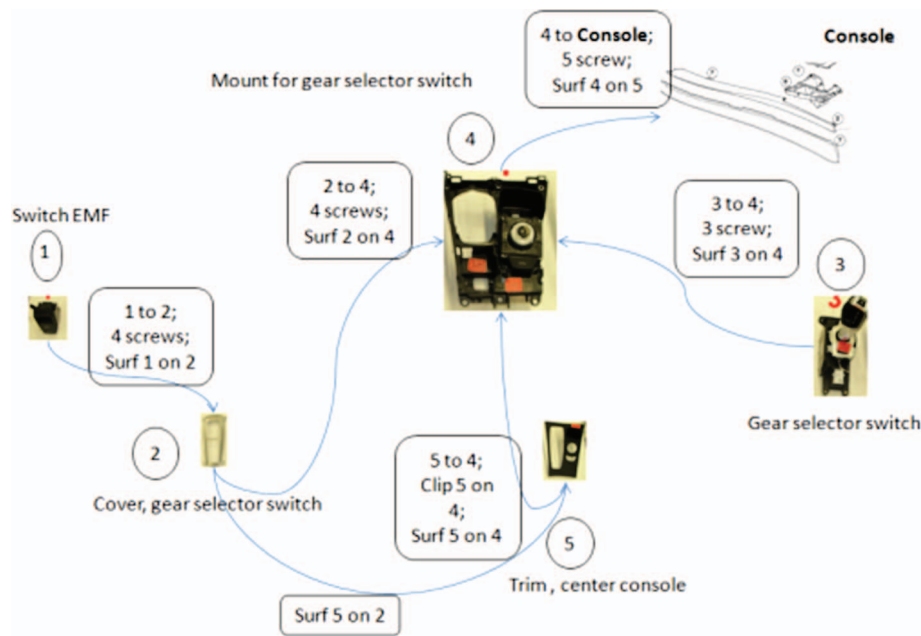 4 to Console;
5 screw;
Surf 4 on 5
Console
Mount for gear selector switch
4
2 to 4;
4 screws;
Surf 2 on 4
3 to 4;
3 screw;
Surf 3 on 4
Switch EMF
1
3
1 to 2;
4 screws;
Surf 1 on 2
Gear selector switch
2
5 to 4;
Clip 5 on
4;
Surf 5 on 4
Cover, gear selector switch
5
Trim , center console
Surf 5 on 2